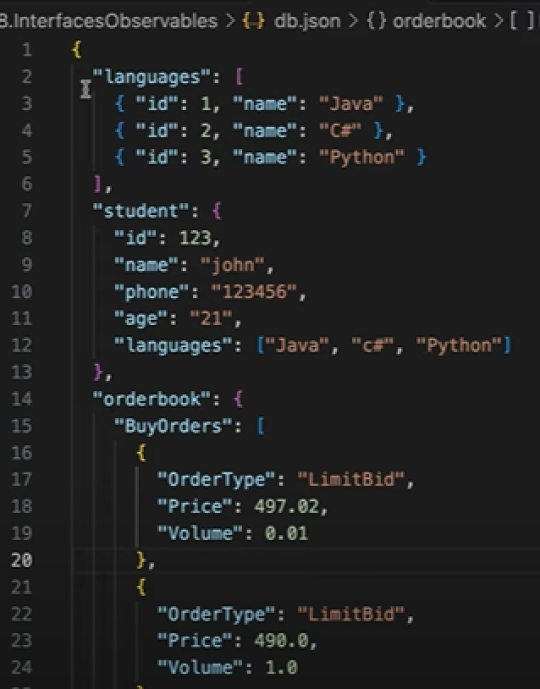 8.InterfacesObservables > {} db.json > {} orderbook > [ ]
1 {
2 "languages": [
3 { "id": 1, "name": "Java" },
4 { "id": 2, "name": "C#" },
5 { "id": 3, "name": "Python" }
6 ],
7 "student": {
8 "id": 123,
9 "name": "john",
10 "phone": "123456",
11 "age": "21",
12 "languages": ["Java", "c#", "Python"]
13 },
14 "orderbook": {
15 "BuyOrders": [
16 {
17 "OrderType": "LimitBid",
18 "Price": 497.02,
19 "Volume": 0.01
20 },
21 {
22 "OrderType": "LimitBid",
23 "Price": 490.0,
24 "Volume": 1.0